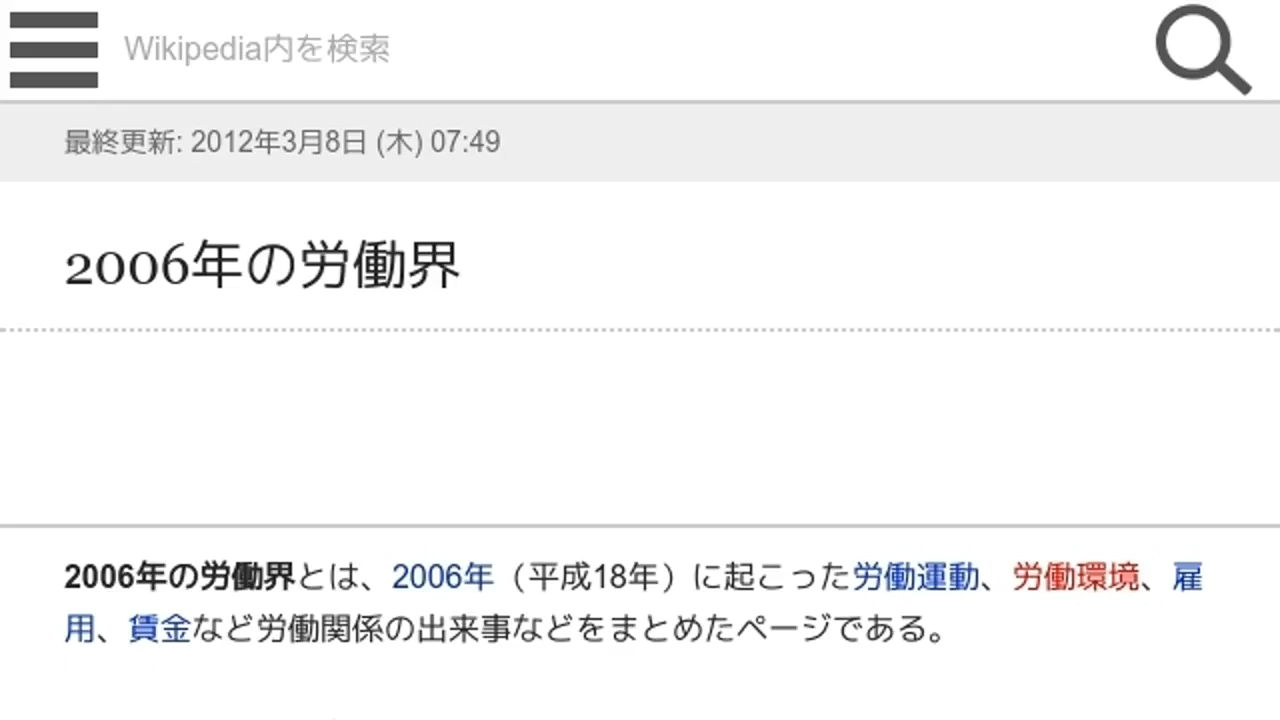 Wikipedia内を検索
最終更新: 2012年3月8日 (木) 07:49
2006年の労働界
2006年の労働界とは、2006年（平成18年）に起こった労働運動、労働環境、雇
用、賃金など労働関係の出来事などをまとめたページである。